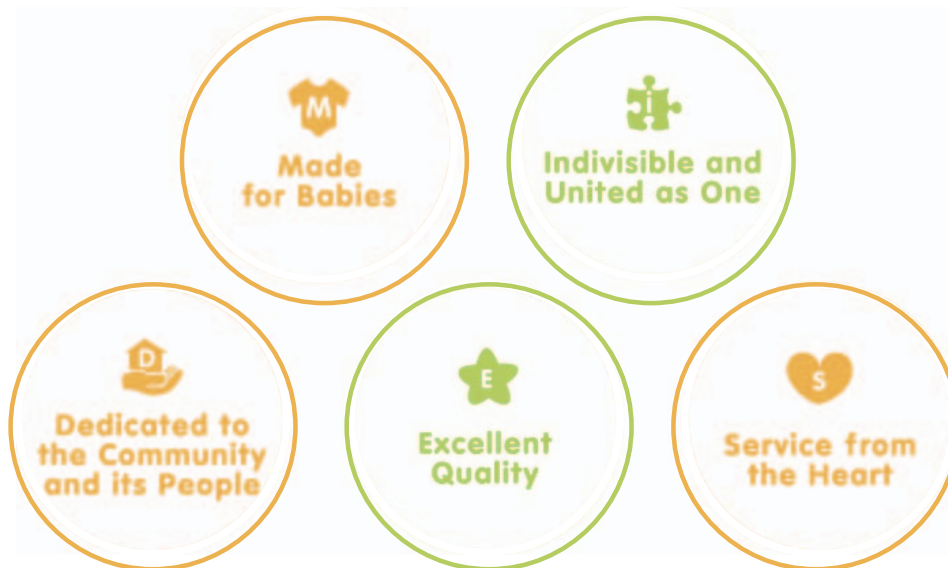 M
Made
for Babies
i
Indivisible and
United as One
D
Dedicated to
the Community
and its People
E
Excellent
Quality
S
Service from
the Heart